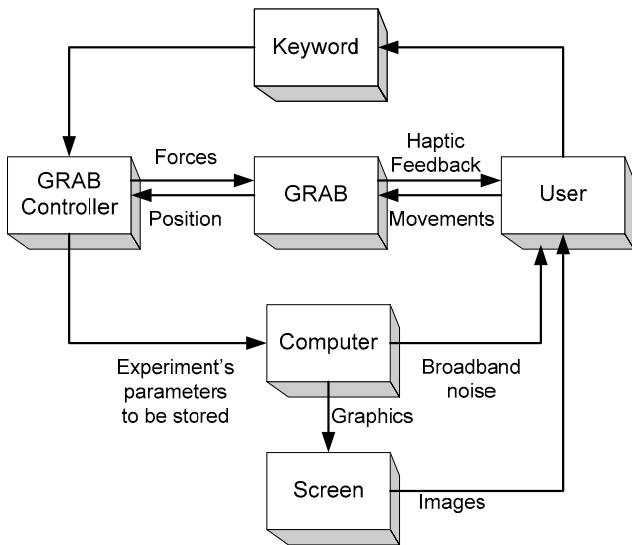 Keyword
Forces
Haptic
Feedback
GRAB
Controller
GRAB
User
Position
Movements
Computer
Experiment's
parameters
to be stored
Broadband
noise
Graphics
Screen
Images